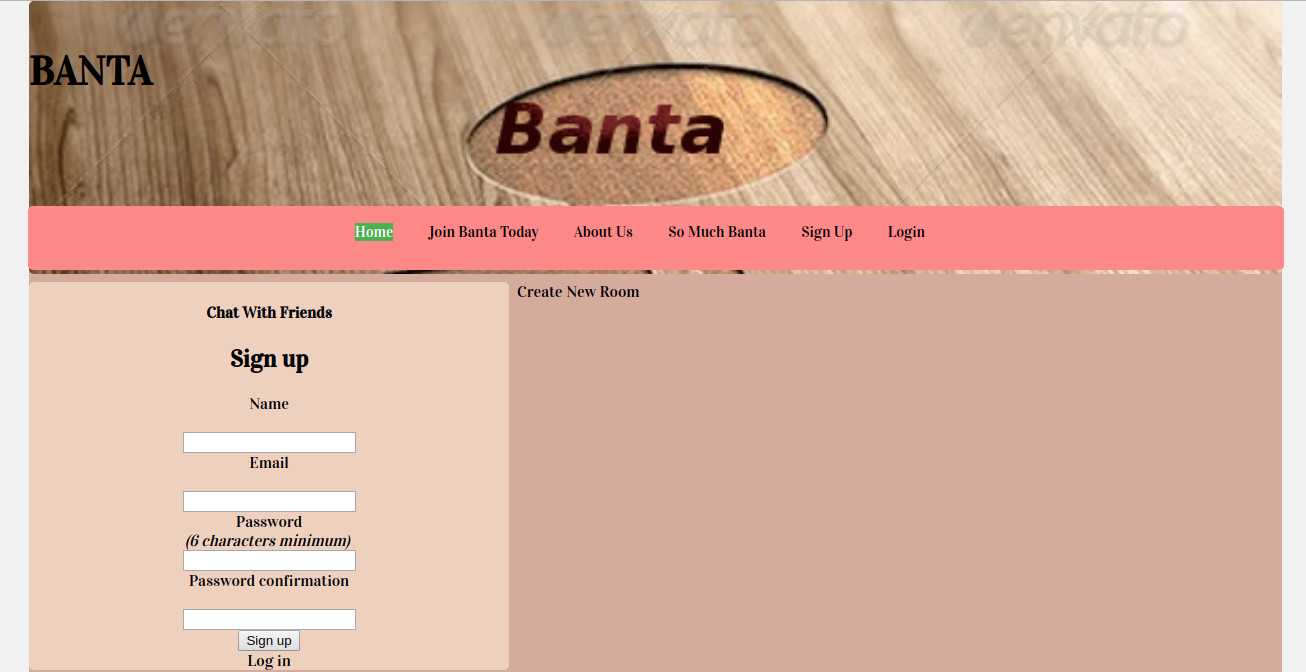 envato envato envato
BANTA
Banta
Home Join Banta Today About Us So Much Banta Sign Up Login
Chat With Friends
Create New Room
Sign up
Name
Email
Password
(6 characters minimum)
Password confirmation
Sign up
Log in